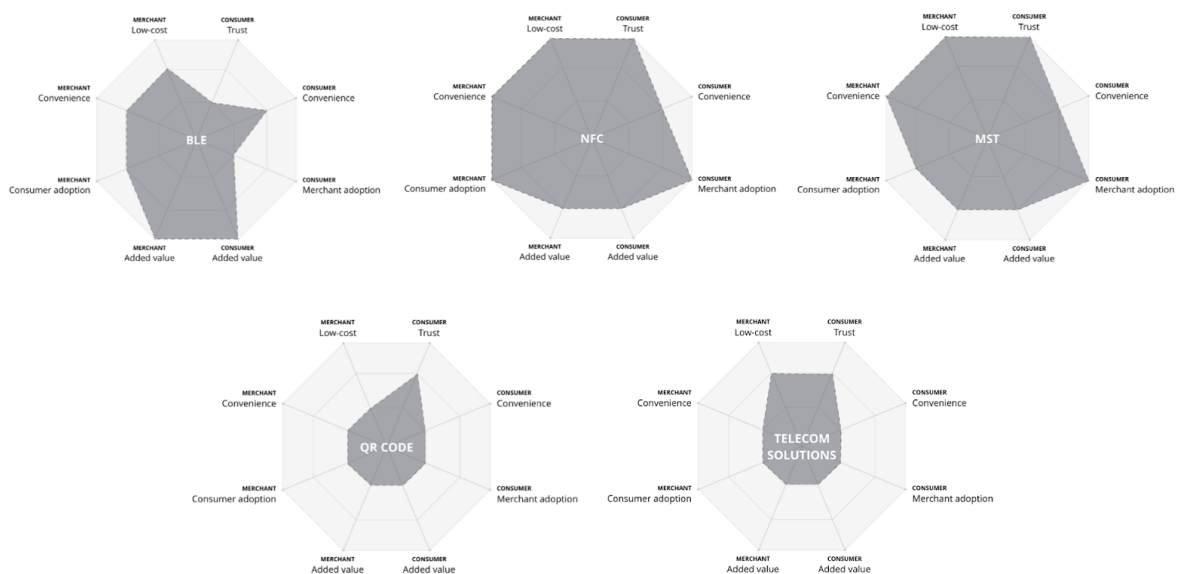 MERCHANT
Low-cost
CONSUMER
Trust
MERCHANT
Convenience
CONSUMER
Convenience
BLE
MERCHANT
Consumer adoption
CONSUMER
Merchant adoption
MERCHANT
Added value
CONSUMER
Added value
MERCHANT
Low-cost
CONSUMER
Trust
MERCHANT
Convenience
CONSUMER
Convenience
NFC
MERCHANT
Consumer adoption
CONSUMER
Merchant adoption
MERCHANT
Added value
CONSUMER
Added value
MERCHANT
Low-cost
CONSUMER
Trust
MERCHANT
Convenience
CONSUMER
Convenience
MST
MERCHANT
Consumer adoption
CONSUMER
Merchant adoption
MERCHANT
Added value
CONSUMER
Added value
MERCHANT
Low-cost
CONSUMER
Trust
MERCHANT
Convenience
CONSUMER
Convenience
QR CODE
MERCHANT
Consumer adoption
CONSUMER
Merchant adoption
MERCHANT
Added value
CONSUMER
Added value
MERCHANT
Low-cost
CONSUMER
Trust
MERCHANT
Convenience
CONSUMER
Convenience
TELECOM
SOLUTIONS
MERCHANT
Consumer adoption
CONSUMER
Merchant adoption
MERCHANT
Added value
CONSUMER
Added value